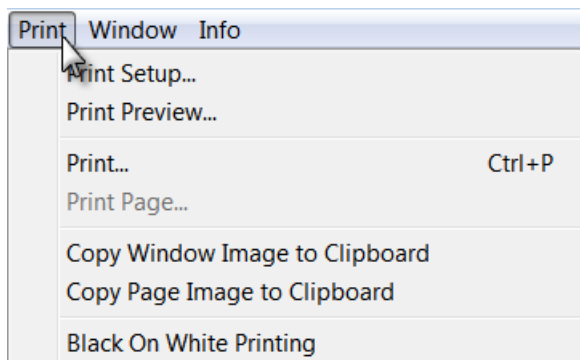 Print Window Info
Print Setup...
Print Preview...
Print... Ctrl+P
Print Page...
Copy Window Image to Clipboard
Copy Page Image to Clipboard
Black On White Printing